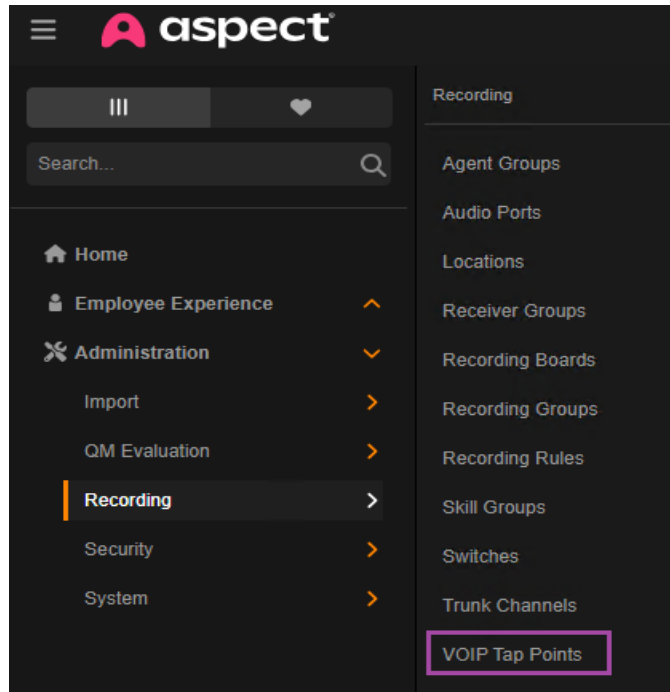 aspect
Search...
Home
Employee Experience
Administration
Import
QM Evaluation
Recording
Security
System
Recording
Agent Groups
Audio Ports
Locations
Receiver Groups
Recording Boards
Recording Groups
Recording Rules
Skill Groups
Switches
Trunk Channels
VOIP Tap Points